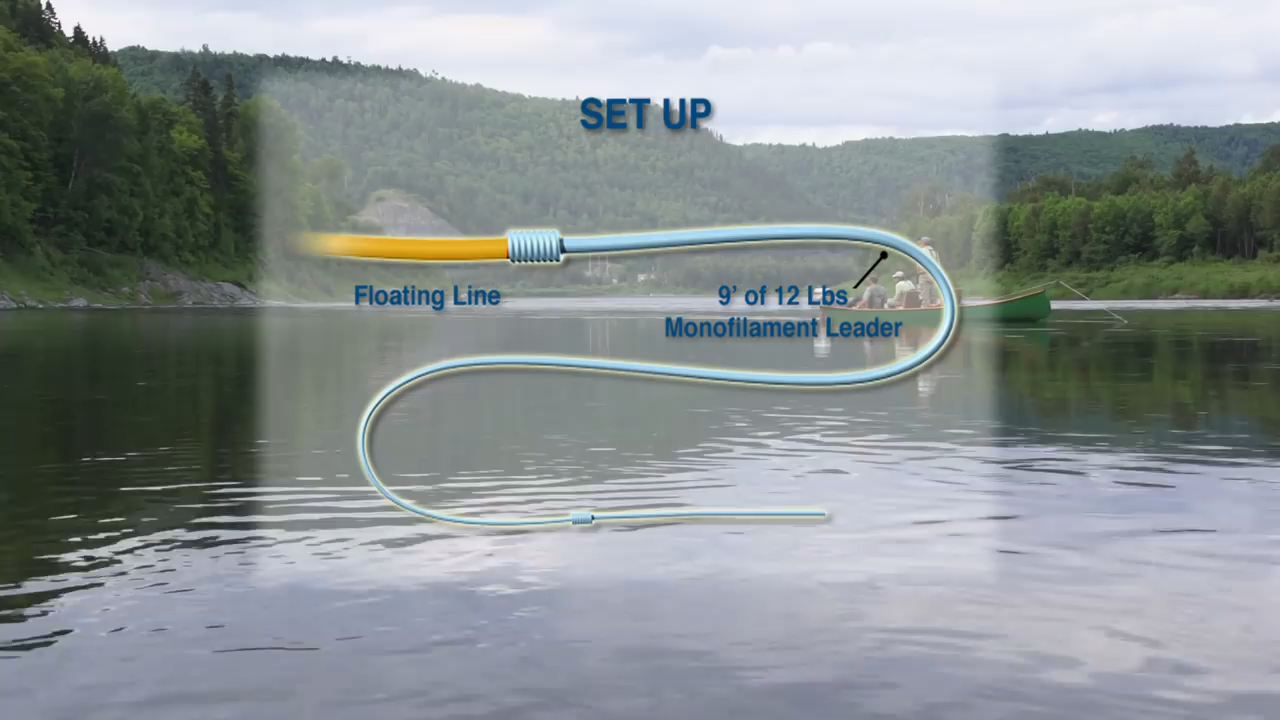 SET UP
Floating Line
9’ of 12 Lbs
Monofilament Leader